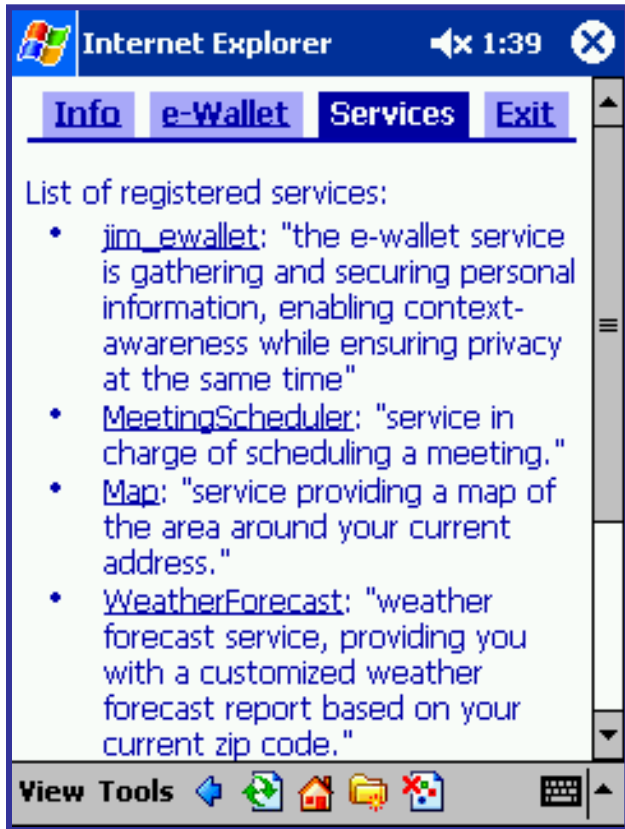 Internet Explorer 1:39
Info e-Wallet Services Exit
List of registered services:
• jim_ewallet: "the e-wallet service
is gathering and securing personal
information, enabling context-
awareness while ensuring privacy
at the same time"
• MeetingScheduler: "service in
charge of scheduling a meeting."
• Map: "service providing a map of
the area around your current
address."
• WeatherForecast: "weather
forecast service, providing you
with a customized weather
forecast report based on your
current zip code."
View Tools